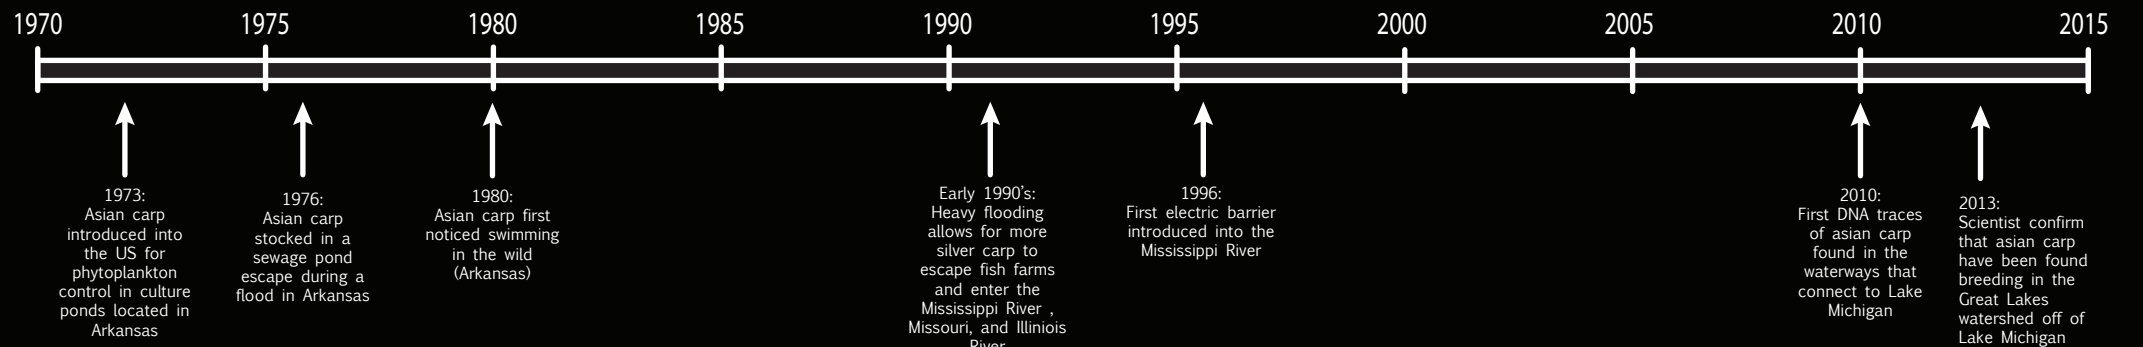 1970 1975 1980 1985 1990 1995 2000 2005 2010 2015
1973:
Asian carp
introduced into
the US for
phytoplankton
control in culture
ponds located in
Arkansas
1976:
Asian carp
stocked in a
sewage pond
escape during a
flood in Arkansas
1980:
Asian carp first
noticed swimming
in the wild
(Arkansas)
Early 1990's:
Heavy flooding
allows for more
silver carp to
escape fish farms
and enter the
Mississippi River ,
Missouri, and Illiniois
River
1996:
First electric barrier
introduced into the
Mississippi River
2010:
First DNA traces
of asian carp
found in the
waterways that
connect to Lake
Michigan
2013:
Scientist confirm
that asian carp
have been found
breeding in the
Great Lakes
watershed off of
Lake Michigan